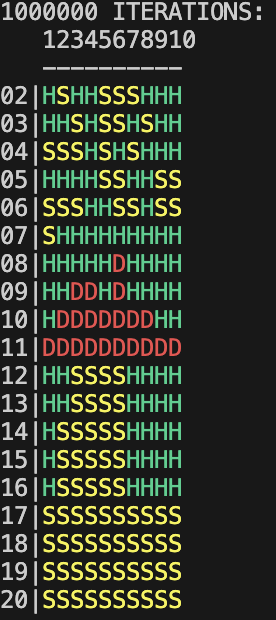 1000000 ITERATIONS:
   12345678910
   ––––––––––
02|HSHHSSSHHH
03|HHSHSSHSHH
04|SSSHSHSHHH
05|HHHHSSHHSS
06|SSSHHSSHSS
07|SHHHHHHHHH
08|HHHHHDHHHH
09|HHDDHDHHHH
10|HDDDDDDDHH
11|DDDDDDDDDD
12|HHSSSSHHHH
13|HHSSSSHHHH
14|HSSSSSHHHH
15|HSSSSSHHHH
16|HSSSSSHHHH
17|SSSSSSSSSS
18|SSSSSSSSSS
19|SSSSSSSSSS
20|SSSSSSSSSS